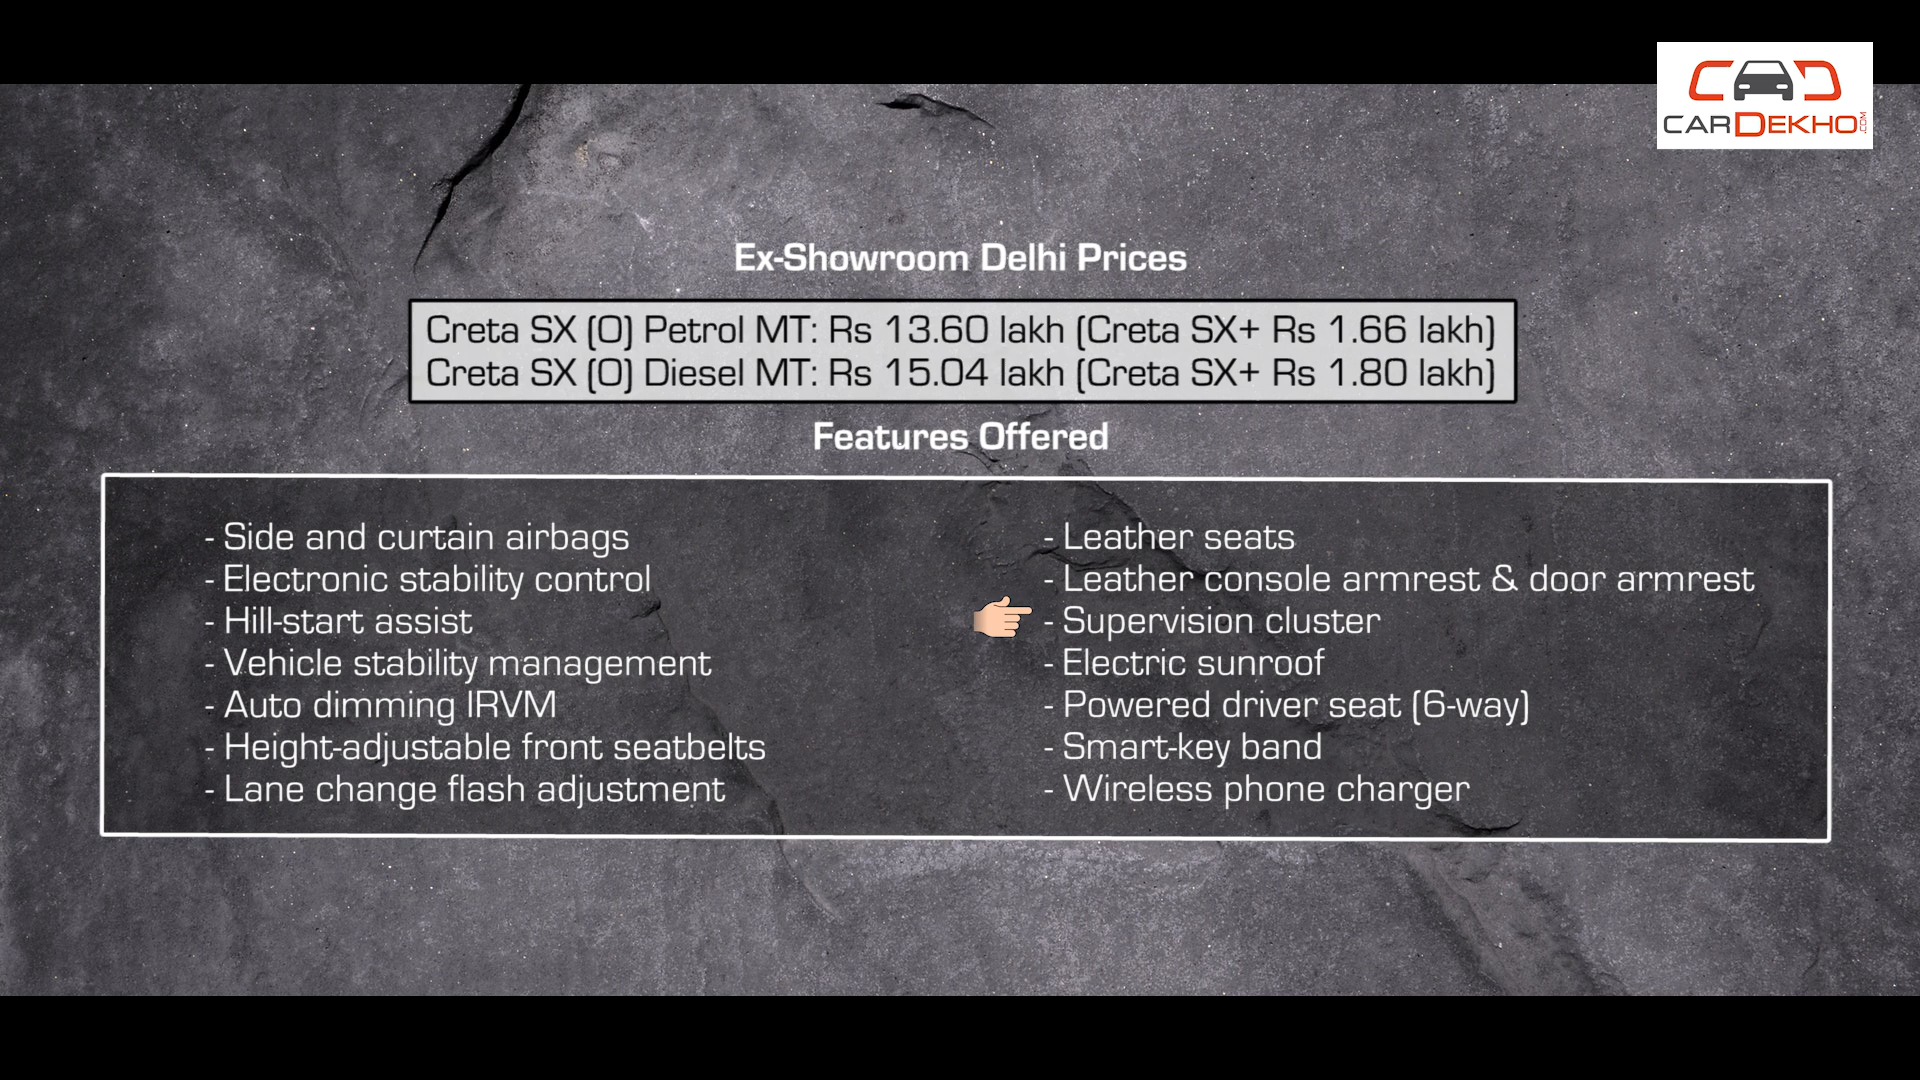 CARDEKHO.COM
Ex-Showroom Delhi Prices
Creta SX (O) Petrol MT: Rs 13.60 lakh (Creta SX+ Rs 1.66 lakh)
Creta SX (O) Diesel MT: Rs 15.04 lakh (Creta SX+ Rs 1.80 lakh)
Features Offered
- Side and curtain airbags
- Electronic stability control
- Hill-start assist
- Vehicle stability management
- Auto dimming IRVM
- Height-adjustable front seatbelts
- Lane change flash adjustment
- Leather seats
- Leather console armrest & door armrest
- Supervision cluster
- Electric sunroof
- Powered driver seat (6-way)
- Smart-key band
- Wireless phone charger